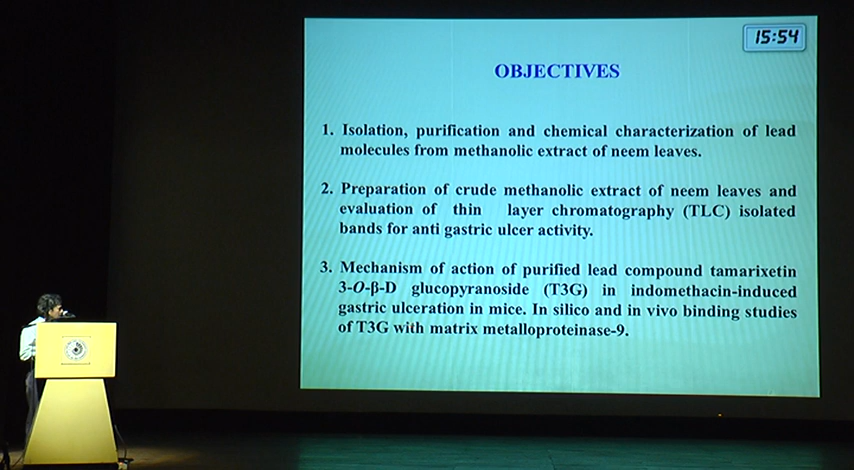 15:54
OBJECTIVES
1. Isolation, purification and chemical characterization of lead
molecules from methanolic extract of neem leaves.
2. Preparation of crude methanolic extract of neem leaves and
evaluation of thin layer chromatography (TLC) isolated
bands for anti gastric ulcer activity.
3. Mechanism of action of purified lead compound tamarixetin
3-O-β-D glucopyranoside (T3G) in indomethacin-induced
gastric ulceration in mice. In silico and in vivo binding studies
of T3G with matrix metalloproteinase-9.